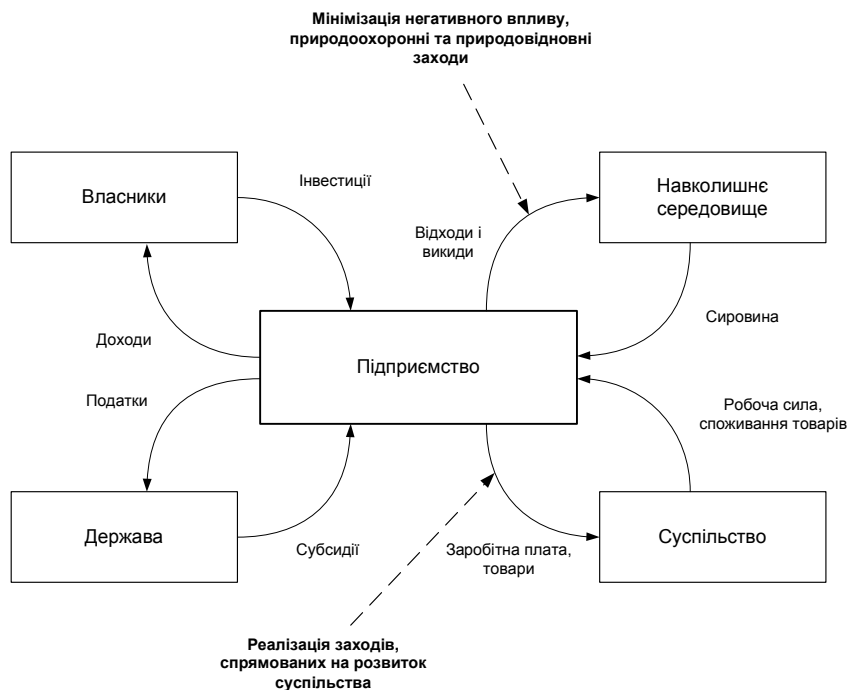 Мінімізація негативного впливу,
природоохоронні та природовідновні
заходи
Власники
Інвестиції
Навколишнє
середовище
Відходи і
викиди
Сировина
Доходи
Підприємство
Податки
Робоча сила,
споживання товарів
Держава
Субсидії
Заробітна плата,
товари
Суспільство
Реалізація заходів,
спрямованих на розвиток
суспільства